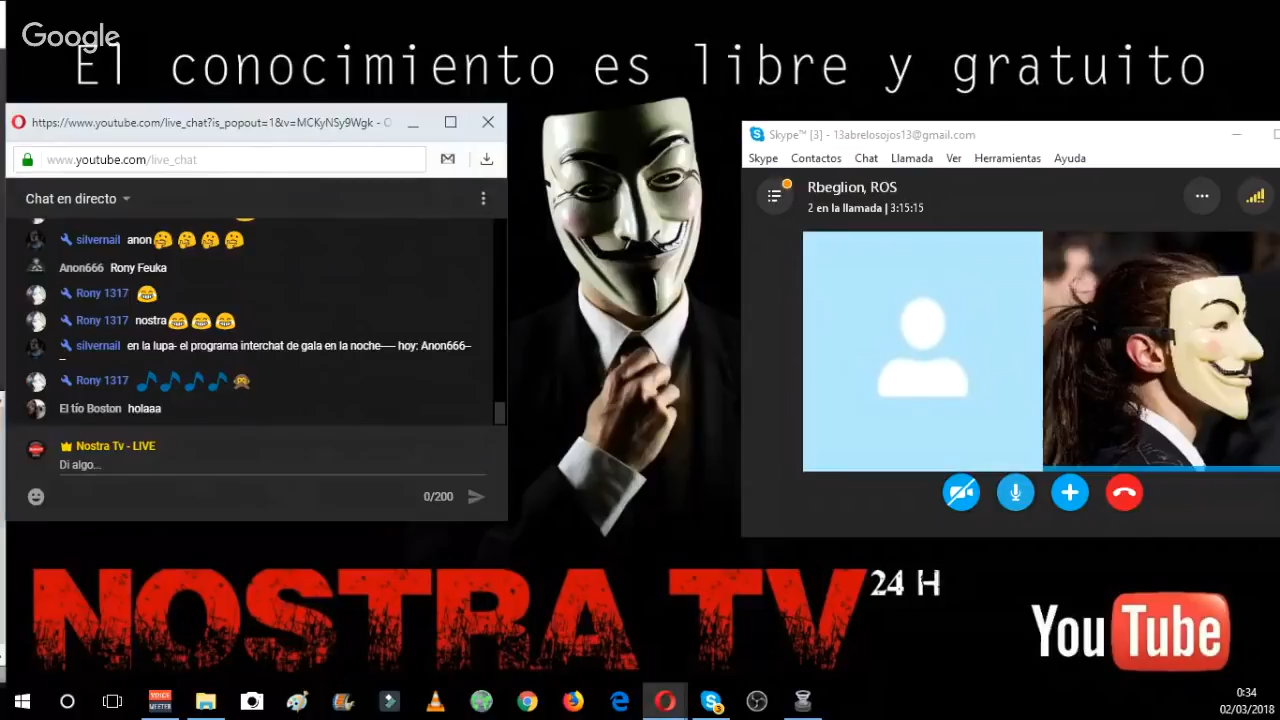 Google
El conocimiento es libre y gratuito
https://www.youtube.com/live_chat?is_popout=1&v=MCKyNSy9Wgk - O
www.youtube.com/live_chat
Chat en directo
silvernail anon
Anon666 Rony Feuka
Rony 1317
Rony 1317 nostra
silvernail en la lupa- el programa interchat de gala en la noche---- hoy: Anon666--
--
Rony 1317
El tío Boston holaaa
Nostra Tv - LIVE
Di algo...
0/200
Skype™ [3] - 13abrelosojos13@gmail.com
Skype Contactos Chat Llamada Ver Herramientas Ayuda
Rbeglion, ROS
2 en la llamada | 3:15:15
NOSTRA TV 24 H
YouTube
VOICE
MEETER
3
0:34
02/03/2018